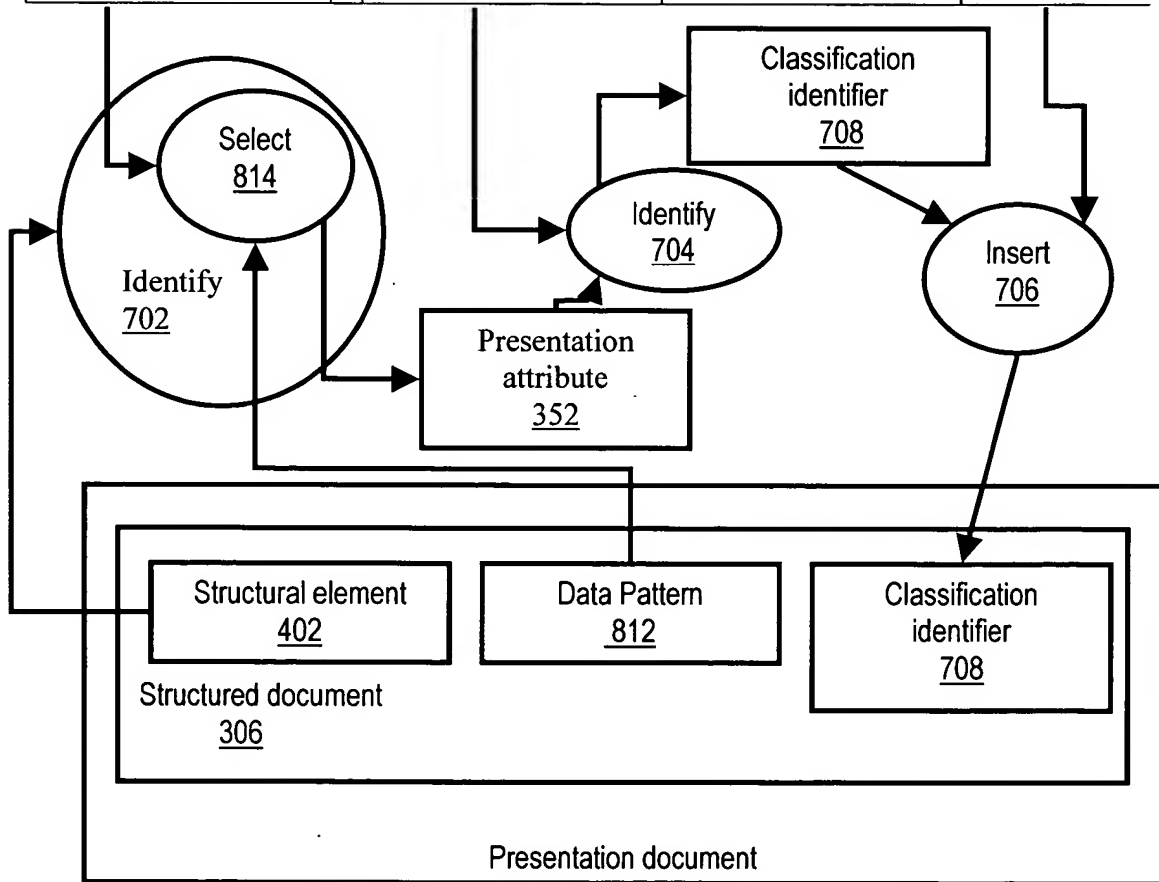 Classification
identifier
708
Select
814
Identify
704
Insert
706
Identify
702
Presentation
attribute
352
Structural element
402
Data Pattern
812
Classification
identifier
708
Structured document
306
Presentation document